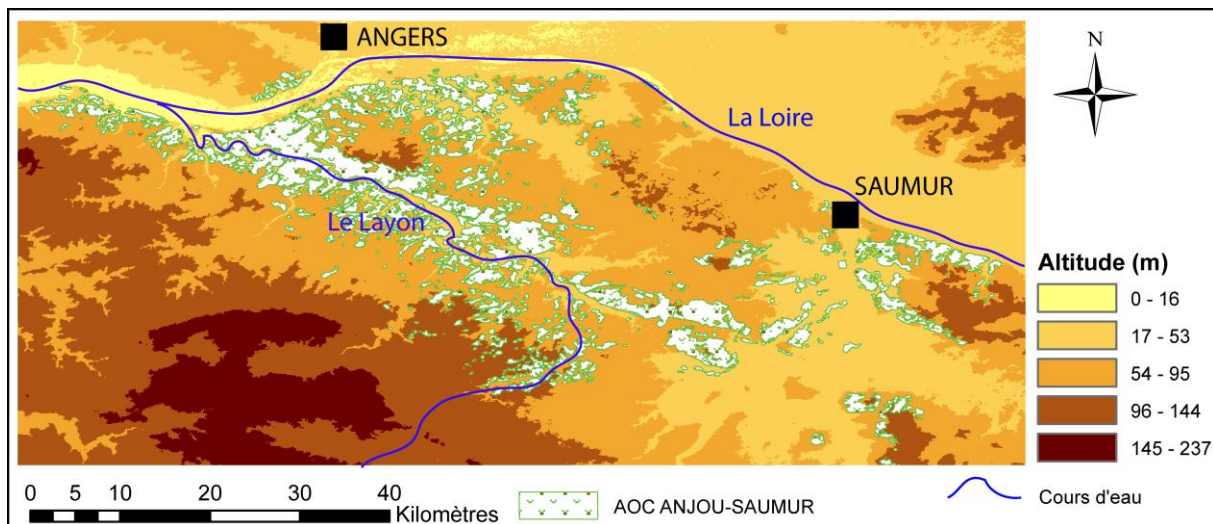 ANGERS
N
La Loire
SAUMUR
Le Layon
Altitude (m)
0 - 16
17 - 53
54 - 95
96 - 144
145 - 237
0 5 10 20 30 40
Kilomètres
AOC ANJOU-SAUMUR
Cours d'eau